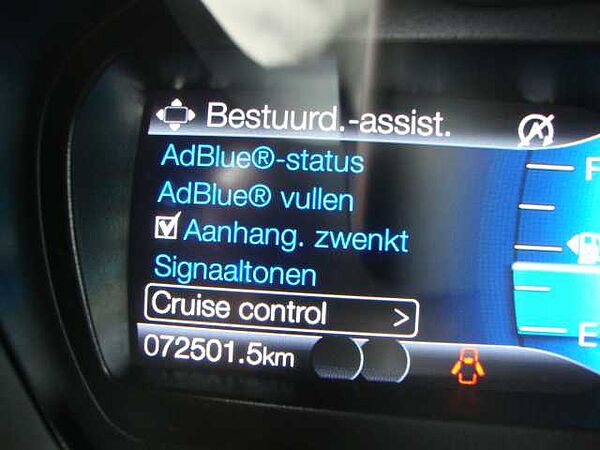 Bestuurd.-assist.
AdBlue®-status
AdBlue® vullen
Aanhang. zwenkt
Signaaltonen
Cruise control >
072501.5km
F
E